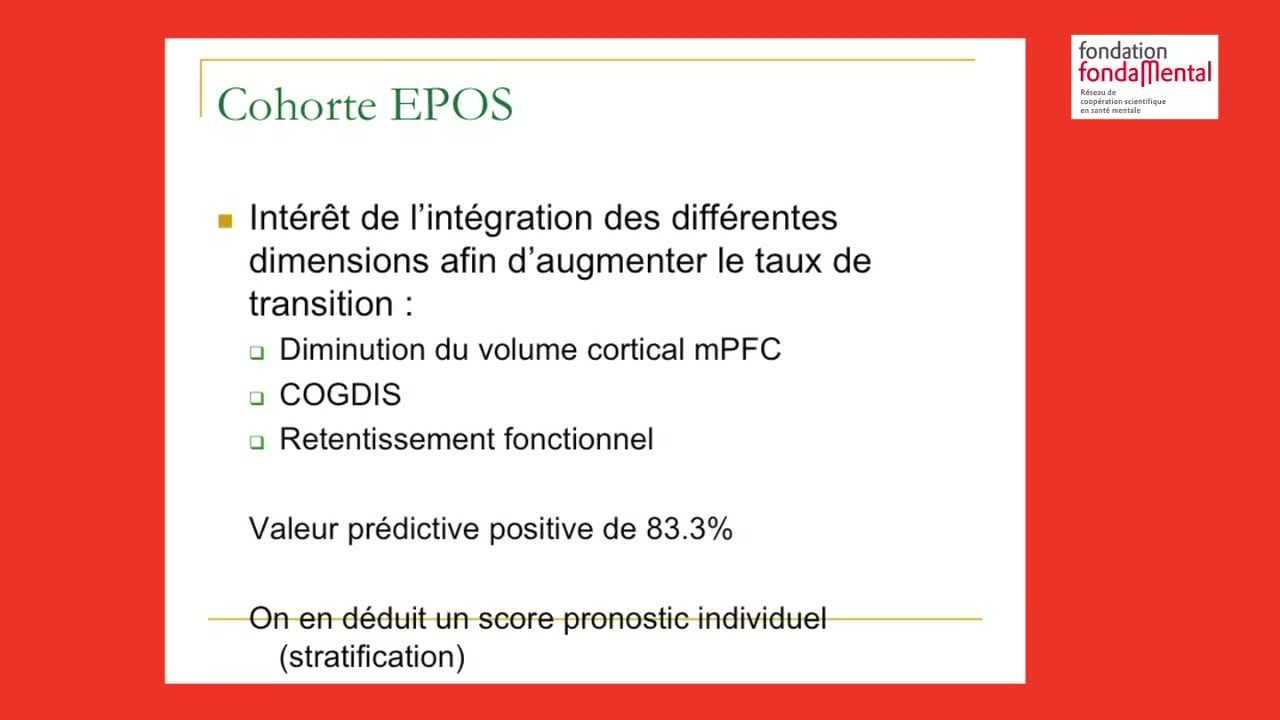 Cohorte EPOS
Intérêt de l'intégration des différentes
dimensions afin d'augmenter le taux de
transition :
Diminution du volume cortical mPFC
COGDIS
Retentissement fonctionnel
Valeur prédictive positive de 83.3%
On en déduit un score pronostic individuel
(stratification)
fondation
fondaMental
Réseau de
coopération scientifique
en santé mentale